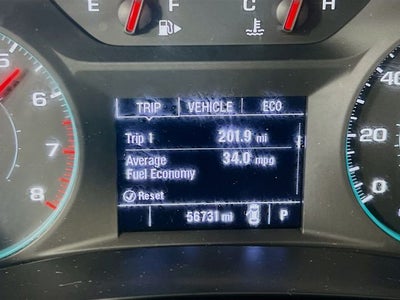 E F C H
TRIP VEHICLE ECO
Trip 1 201.9 mi
Average 34.0 mpg
Fuel Economy
Reset
56731 mi P
5
6
7
8
40
20
0